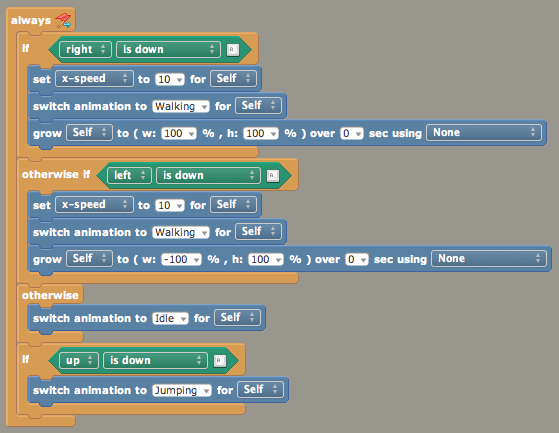 always
if right is down
set x-speed to 10 for Self
switch animation to Walking for Self
grow Self to ( w: 100 % , h: 100 % ) over 0 sec using None
otherwise if left is down
set x-speed to 10 for Self
switch animation to Walking for Self
grow Self to ( w: -100 % , h: 100 % ) over 0 sec using None
otherwise
switch animation to Idle for Self
if up is down
switch animation to Jumping for Self